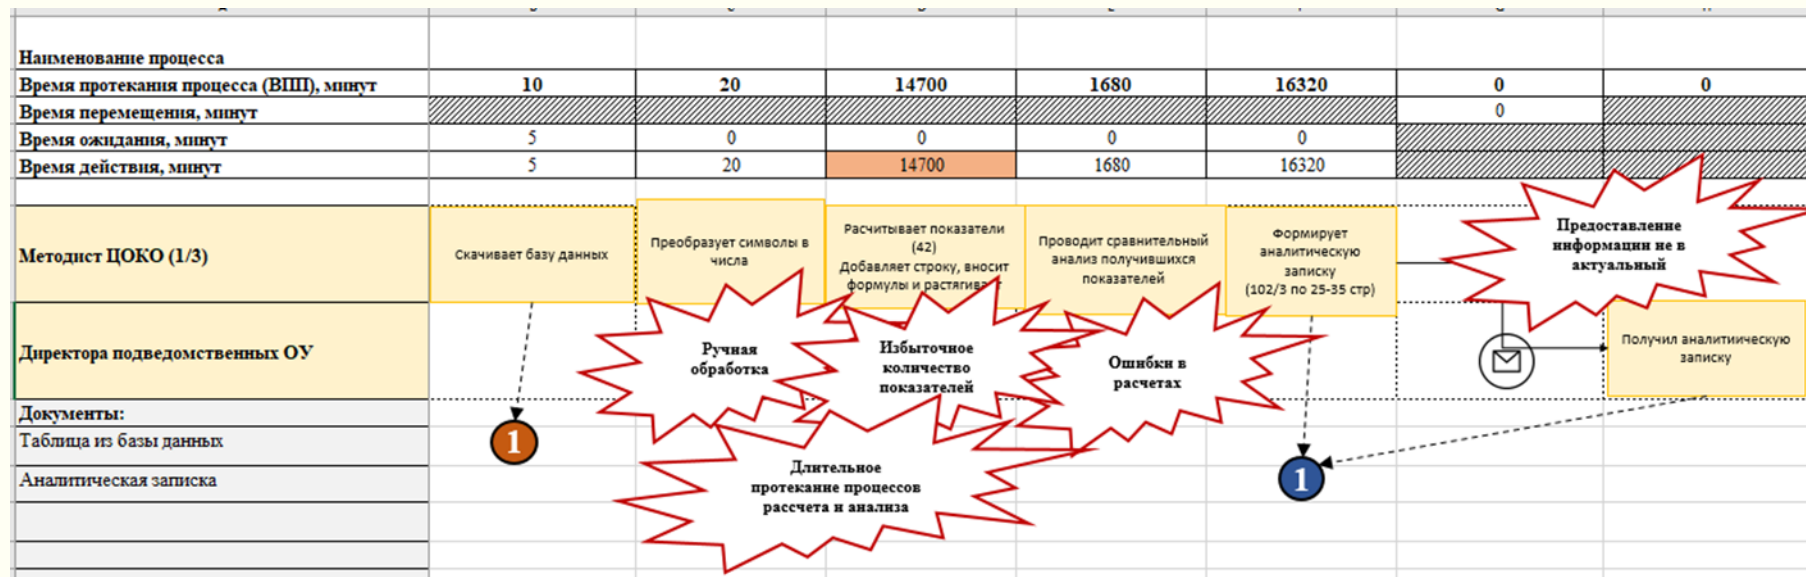 Наименование процесса
Время протекания процесса (ВПП), минут 10 20 14700 1680 16320 0 0
Время перемещения, минут 0
Время ожидания, минут 5 0 0 0 0
Время действия, минут 5 20 14700 1680 16320
Методист ЦОКО (1/3)
Скачивает базу данных
Преобразует символы в
числа
Расчитывает показатели
(42)
Добавляет строку, вносит
формулы и растягивает
Проводит сравнительный
анализ получившихся
показателей
Формирует
аналитическую
записку
(102/3 по 25-35 стр)
Предоставление
информации не в
актуальный
Директора подведомственных ОУ
Ручная
обработка
Избыточное
количество
показателей
Ошибки в
расчетах
Получил аналитиическую
записку
Документы:
Таблица из базы данных
1
Аналитическая записка
1
Длительное
протекание процессов
рассчета и анализа